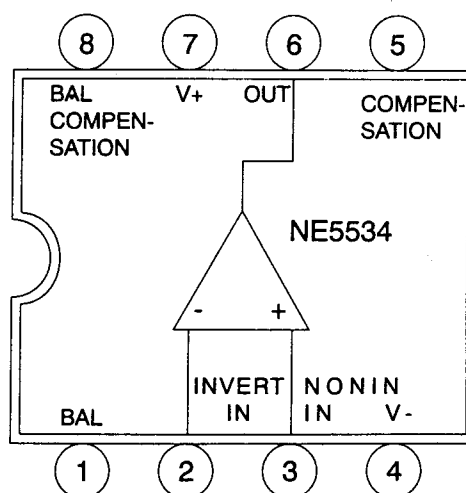 8 7 6 5
BAL V+ OUT COMPEN-
COMPEN- SATION
SATION
NE5534
- +
INVERT NONIN
IN IN V-
BAL
1 2 3 4